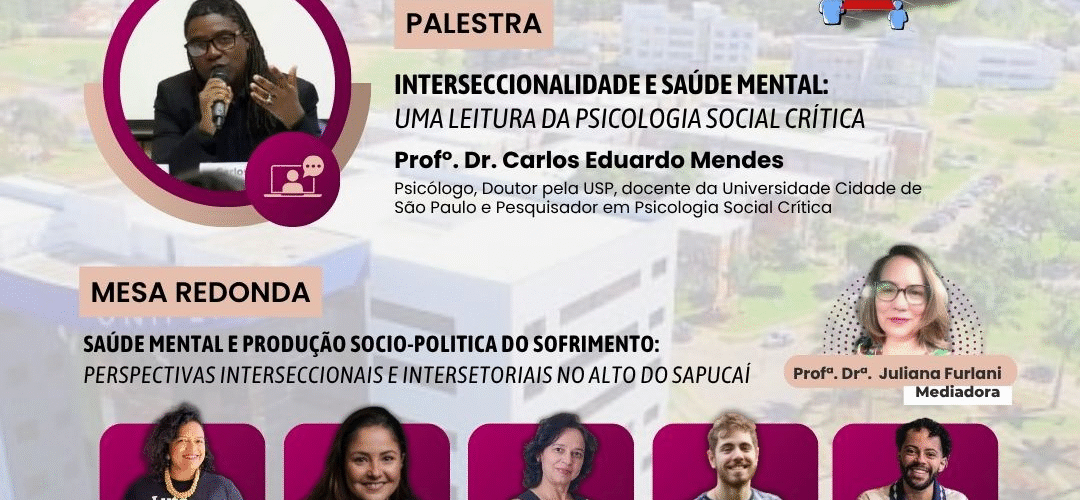 PALESTRA
INTERSECCIONALIDADE E SAÚDE MENTAL:
UMA LEITURA DA PSICOLOGIA SOCIAL CRÍTICA
Profº. Dr. Carlos Eduardo Mendes
Psicólogo, Doutor pela USP, docente da Universidade Cidade de
São Paulo e Pesquisador em Psicologia Social Crítica
MESA REDONDA
SAÚDE MENTAL E PRODUÇÃO SOCIO-POLITICA DO SOFRIMENTO:
PERSPECTIVAS INTERSECCIONAIS E INTERSETORIAIS NO ALTO DO SAPUCAÍ
Profª. Drª. Juliana Furlani
Mediadora